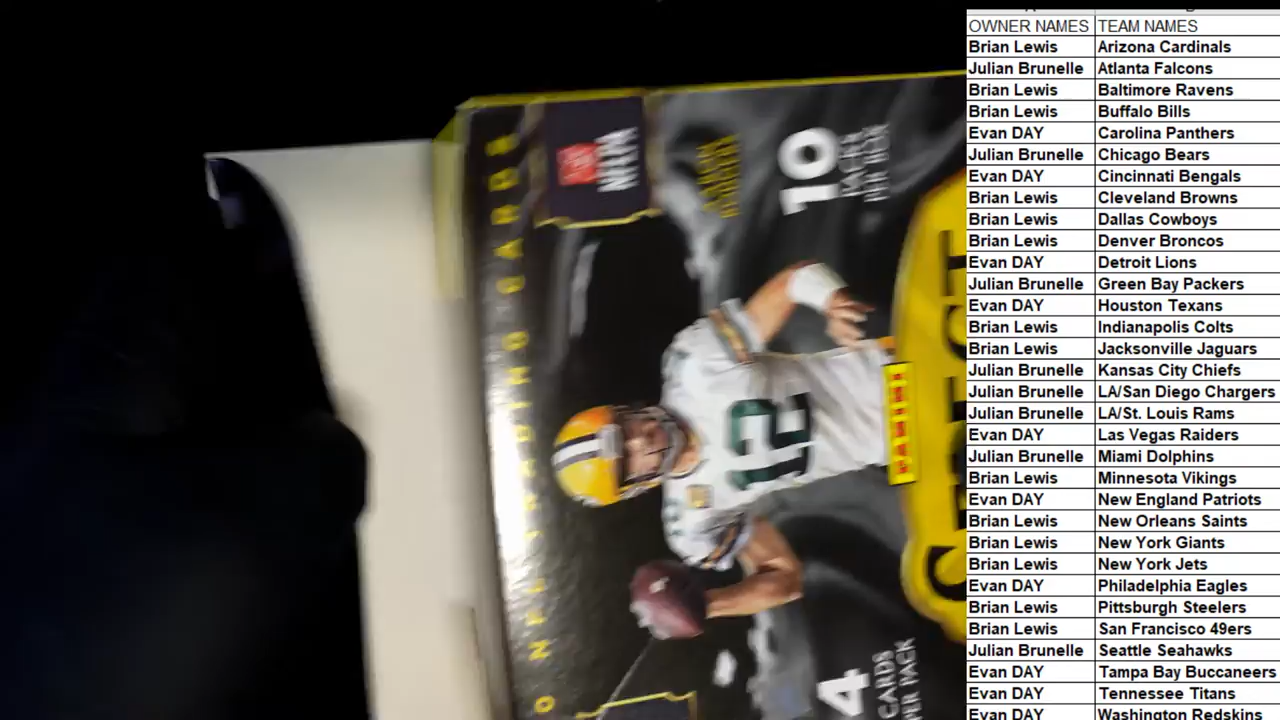 OWNER NAMES TEAM NAMES
Brian Lewis Arizona Cardinals
Julian Brunelle Atlanta Falcons
Brian Lewis Baltimore Ravens
Brian Lewis Buffalo Bills
Evan DAY Carolina Panthers
Julian Brunelle Chicago Bears
Evan DAY Cincinnati Bengals
Brian Lewis Cleveland Browns
Brian Lewis Dallas Cowboys
Brian Lewis Denver Broncos
Evan DAY Detroit Lions
Julian Brunelle Green Bay Packers
Evan DAY Houston Texans
Brian Lewis Indianapolis Colts
Brian Lewis Jacksonville Jaguars
Julian Brunelle Kansas City Chiefs
Julian Brunelle LA/San Diego Chargers
Julian Brunelle LA/St. Louis Rams
Evan DAY Las Vegas Raiders
Julian Brunelle Miami Dolphins
Brian Lewis Minnesota Vikings
Evan DAY New England Patriots
Brian Lewis New Orleans Saints
Brian Lewis New York Giants
Brian Lewis New York Jets
Evan DAY Philadelphia Eagles
Brian Lewis Pittsburgh Steelers
Brian Lewis San Francisco 49ers
Julian Brunelle Seattle Seahawks
Evan DAY Tampa Bay Buccaneers
Evan DAY Tennessee Titans
Evan DAY Washington Redskins
10
PACKS
PER BOX
4
CARDS
PER PACK
12